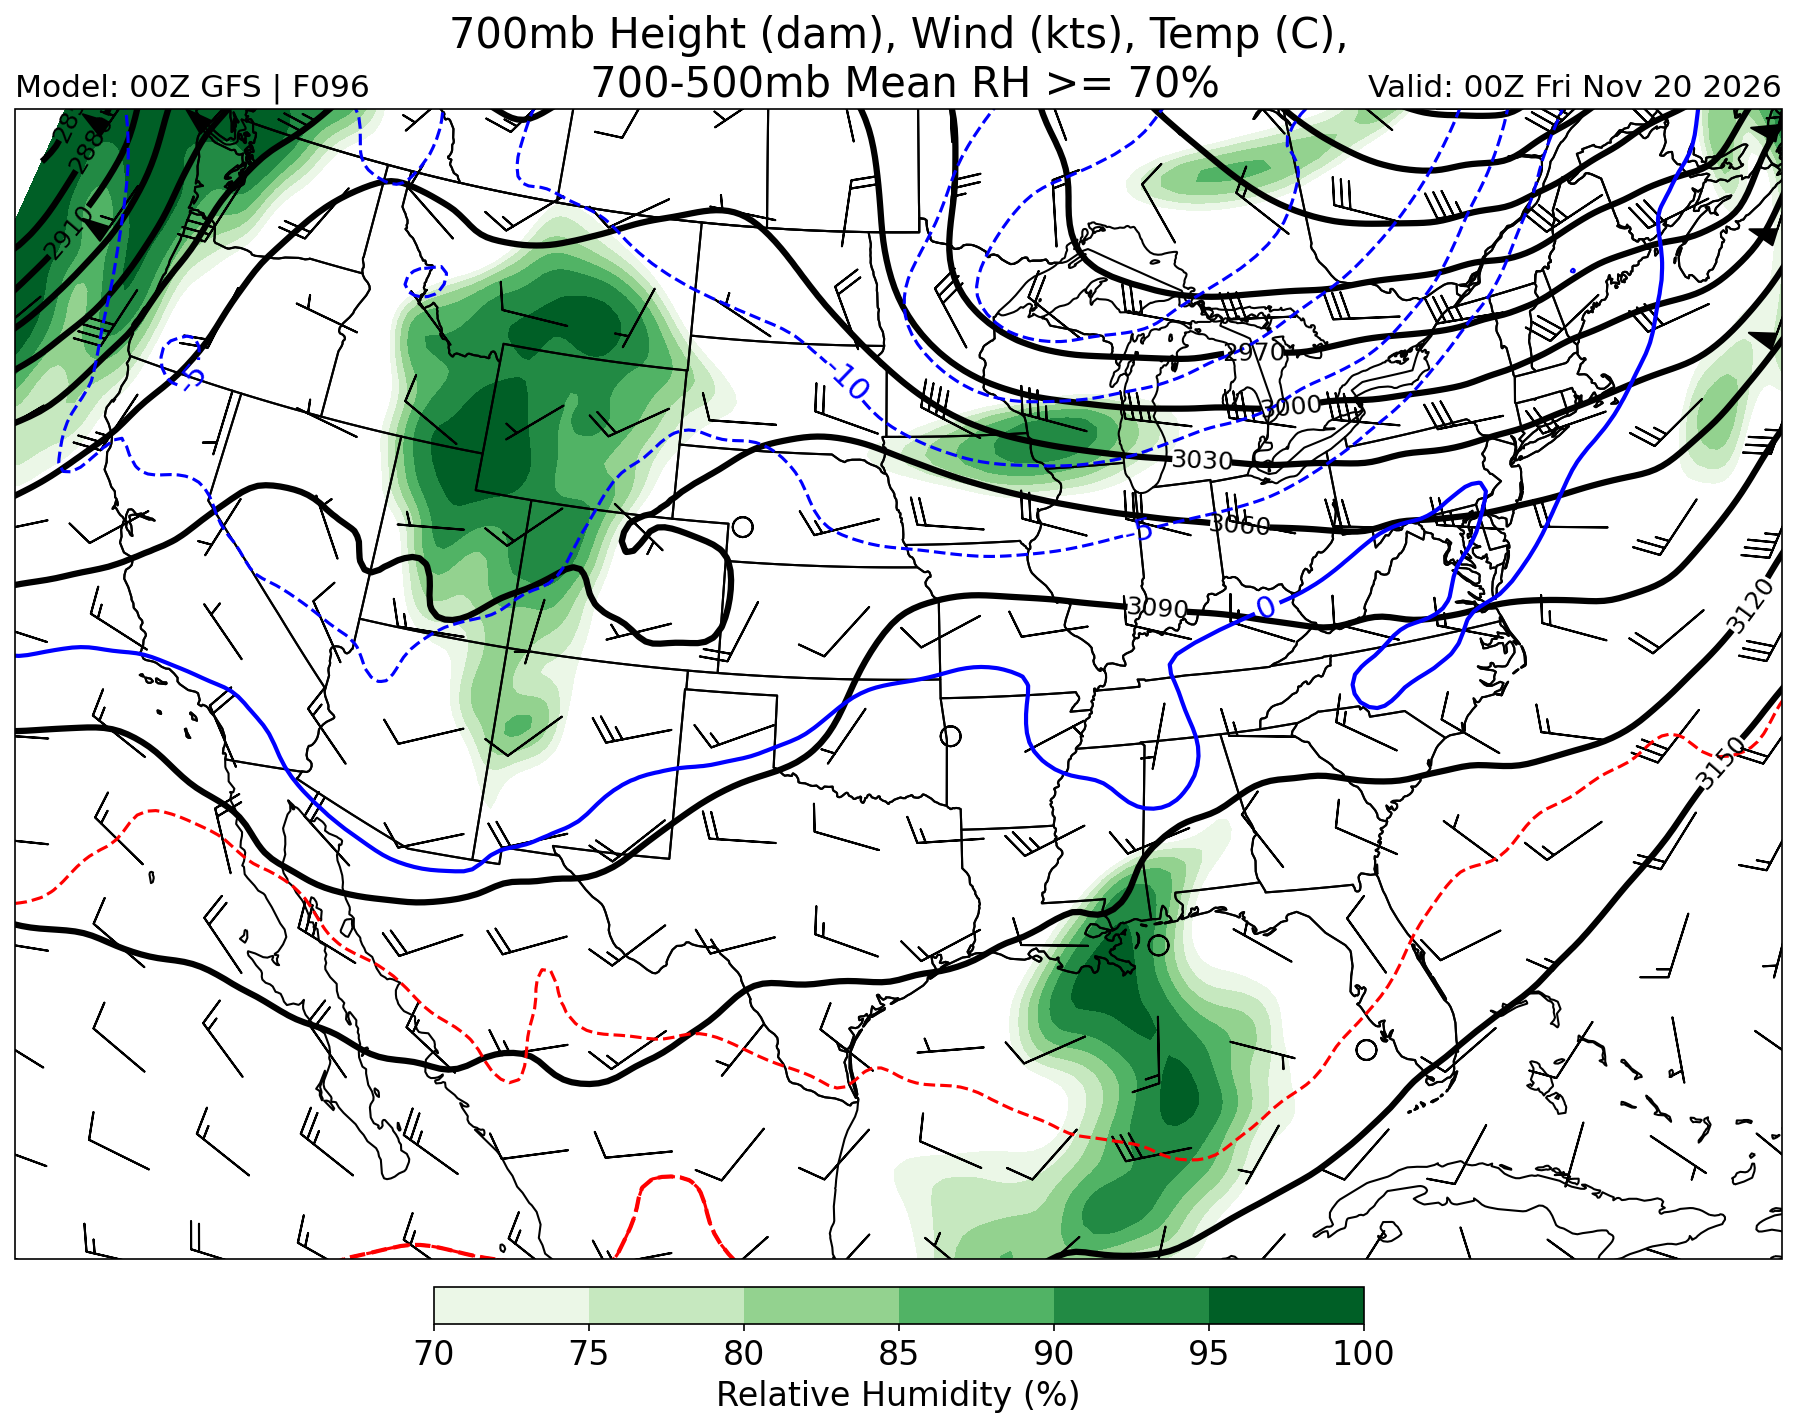 700mb Height (dam), Wind (kts), Temp (C),
700-500mb Mean RH >= 70%
Model: 00Z GFS | F096
Valid: 00Z Fri Nov 20 2026
2880
2910
-5
-10
2970
3000
3030
3060
-5
3090
0
3120
3150
70 75 80 85 90 95 100
Relative Humidity (%)